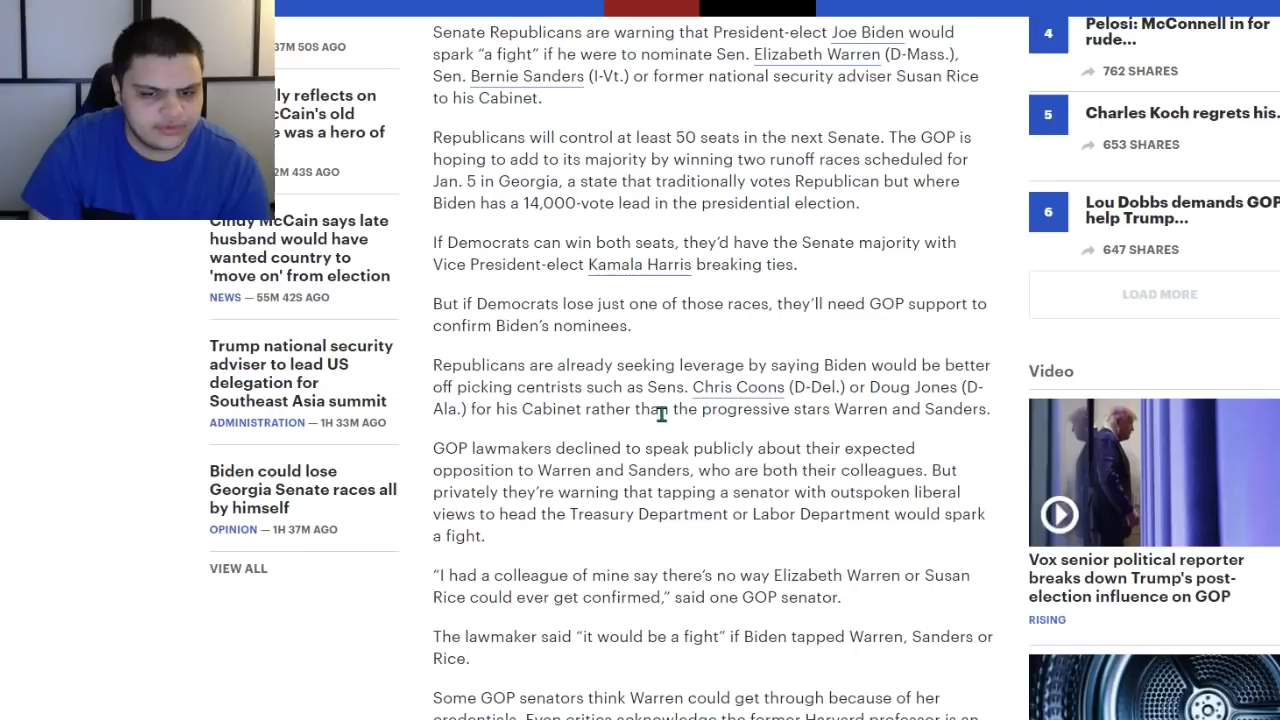 37M 50S AGO
lly reflects on
cCain's old
e was a hero of
2M 43S AGO
Cindy McCain says late
husband would have
wanted country to
'move on' from election
NEWS — 55M 42S AGO
Trump national security
adviser to lead US
delegation for
Southeast Asia summit
ADMINISTRATION — 1H 33M AGO
Biden could lose
Georgia Senate races all
by himself
OPINION — 1H 37M AGO
VIEW ALL
Senate Republicans are warning that President-elect Joe Biden would
spark “a fight” if he were to nominate Sen. Elizabeth Warren (D-Mass.),
Sen. Bernie Sanders (I-Vt.) or former national security adviser Susan Rice
to his Cabinet.
Republicans will control at least 50 seats in the next Senate. The GOP is
hoping to add to its majority by winning two runoff races scheduled for
Jan. 5 in Georgia, a state that traditionally votes Republican but where
Biden has a 14,000-vote lead in the presidential election.
If Democrats can win both seats, they’d have the Senate majority with
Vice President-elect Kamala Harris breaking ties.
But if Democrats lose just one of those races, they’ll need GOP support to
confirm Biden’s nominees.
Republicans are already seeking leverage by saying Biden would be better
off picking centrists such as Sens. Chris Coons (D-Del.) or Doug Jones (D-
Ala.) for his Cabinet rather than the progressive stars Warren and Sanders.
GOP lawmakers declined to speak publicly about their expected
opposition to Warren and Sanders, who are both their colleagues. But
privately they’re warning that tapping a senator with outspoken liberal
views to head the Treasury Department or Labor Department would spark
a fight.
“I had a colleague of mine say there’s no way Elizabeth Warren or Susan
Rice could ever get confirmed,” said one GOP senator.
The lawmaker said “it would be a fight” if Biden tapped Warren, Sanders or
Rice.
Some GOP senators think Warren could get through because of her
credentials. Even critics acknowledge the former Harvard professor is an
4 Pelosi: McConnell in for
rude...
762 SHARES
5 Charles Koch regrets his.
653 SHARES
6 Lou Dobbs demands GOP
help Trump...
647 SHARES
LOAD MORE
Video
Vox senior political reporter
breaks down Trump's post-
election influence on GOP
RISING